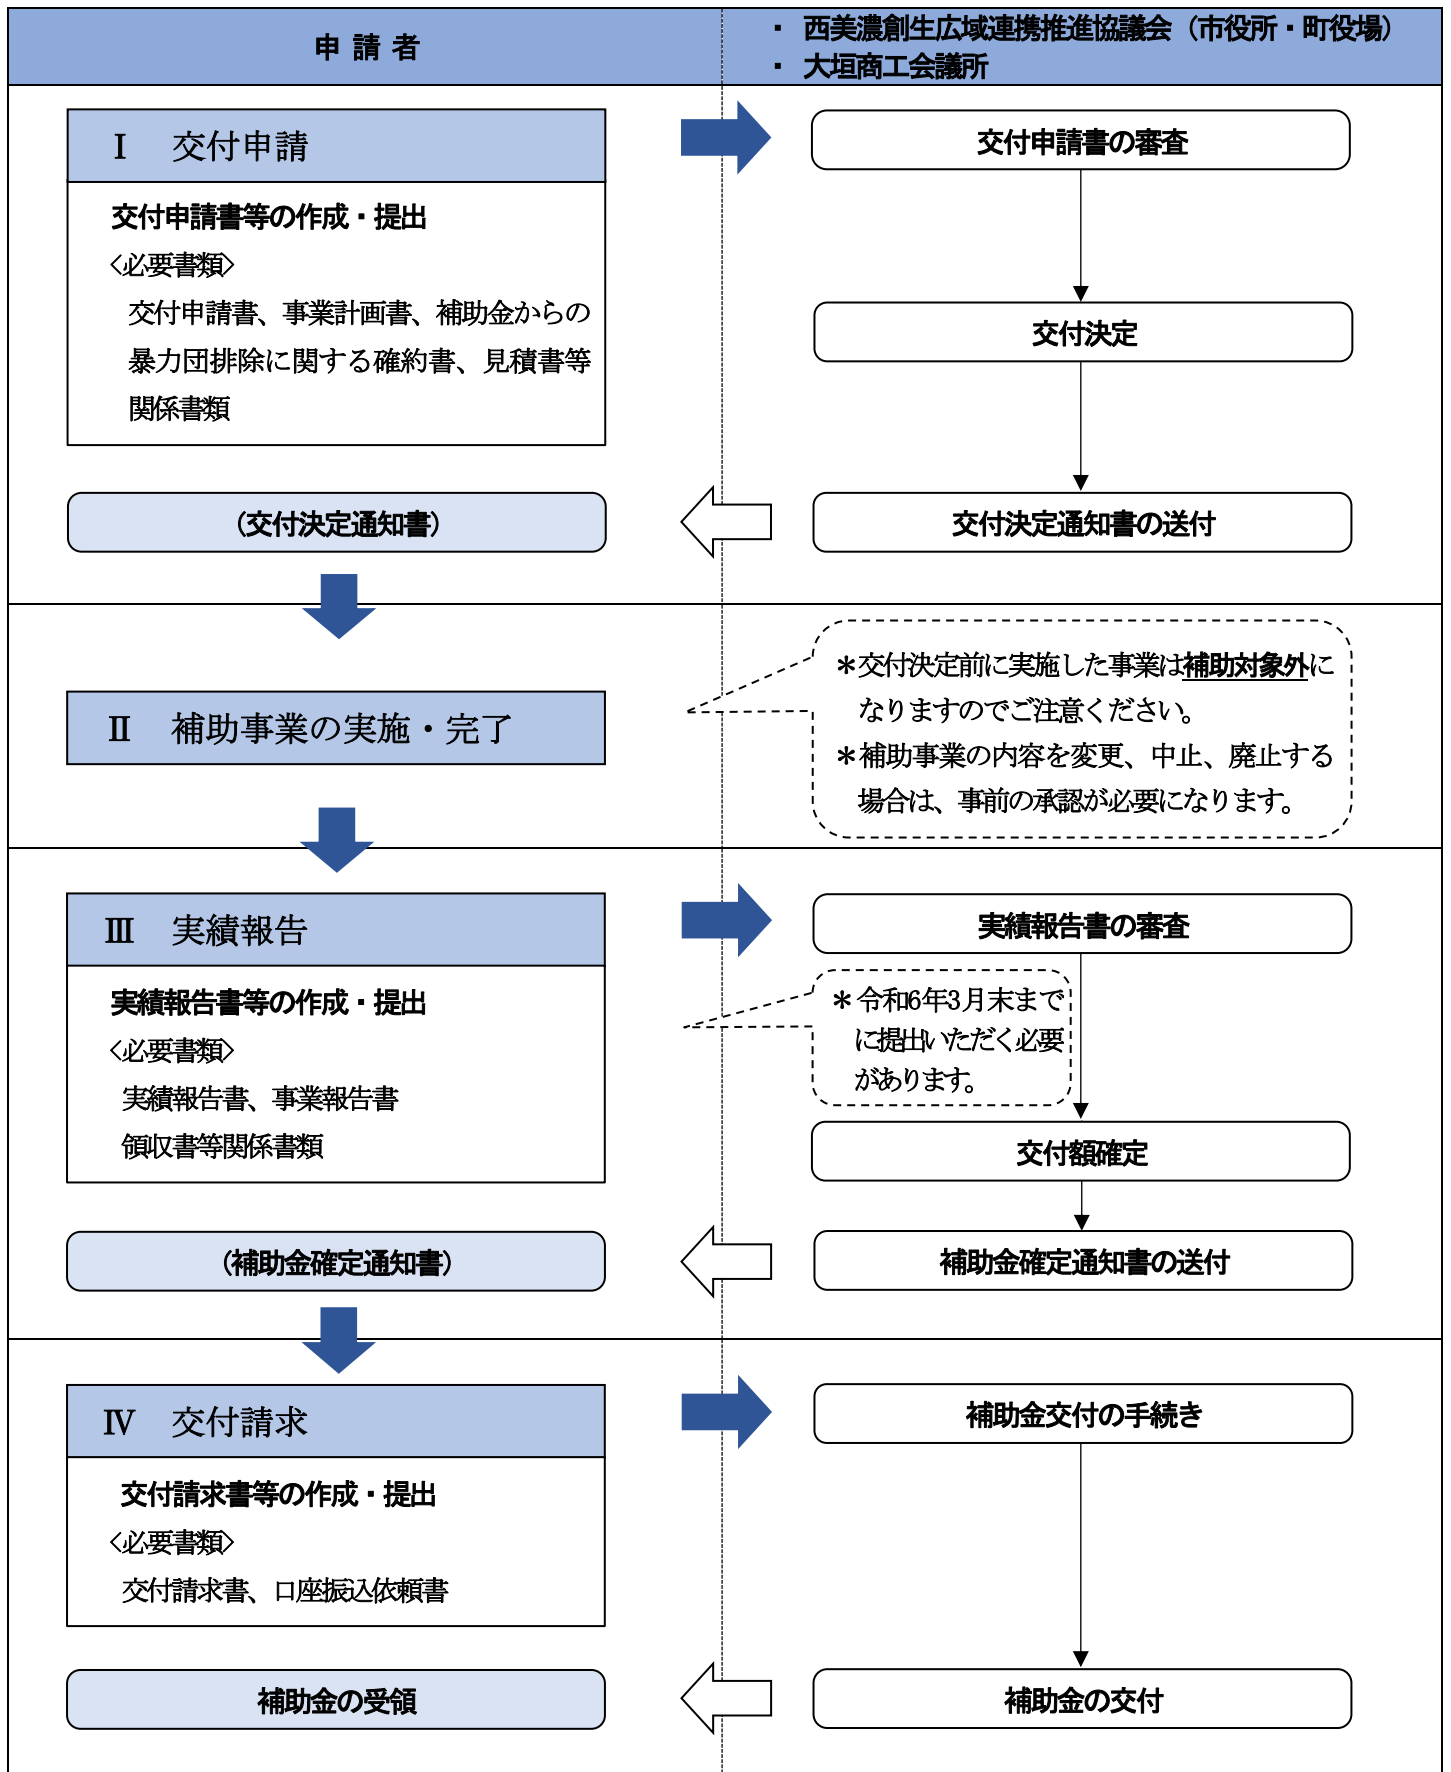 申請者
・ 西美濃創生広域連携推進協議会（市役所・町役場）
・ 大垣商工会議所
Ⅰ 交付申請
交付申請書等の作成・提出
<必要書類>
交付申請書、事業計画書、補助金からの
暴力団排除に関する確約書、見積書等
関係書類
交付申請書の審査
交付決定
交付決定通知書の送付
（交付決定通知書）
Ⅱ 補助事業の実施・完了
＊交付決定前に実施した事業は補助対象外に
なりますのでご注意ください。
＊補助事業の内容を変更、中止、廃止する
場合は、事前の承認が必要になります。
Ⅲ 実績報告
実績報告書等の作成・提出
<必要書類>
実績報告書、事業報告書
領収書等関係書類
実績報告書の審査
＊令和6年3月末まで
に提出いただく必要
があります。
交付額確定
補助金確定通知書の送付
（補助金確定通知書）
Ⅳ 交付請求
交付請求書等の作成・提出
<必要書類>
交付請求書、口座振込依頼書
補助金交付の手続き
補助金の交付
補助金の受領